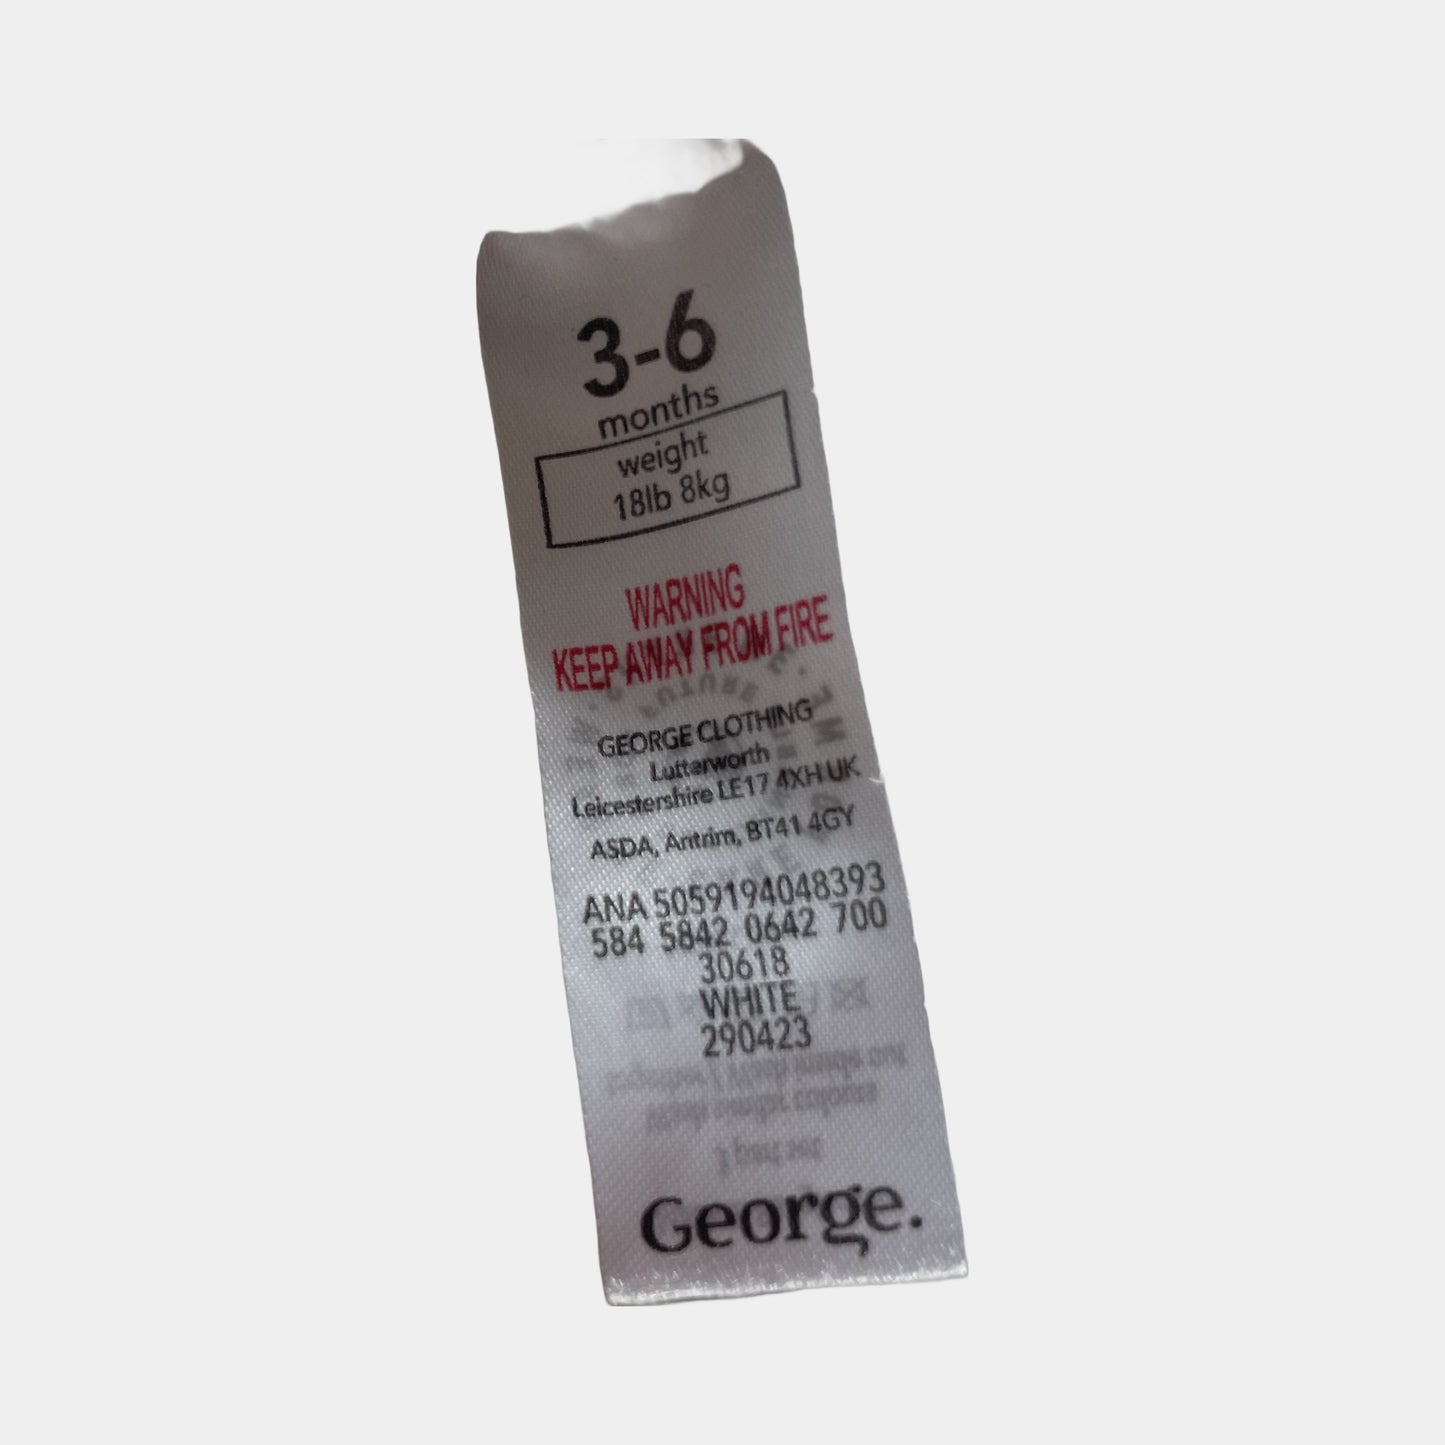 3-6
months
weight
18lb 8kg
WARNING
KEEP AWAY FROM FIRE
GEORGE CLOTHING
Lutterworth
Leicestershire LE17 4XH UK
ASDA, Antrim, BT41 4GY
ANA 5059194048393
584 5842 0642 700
30618
WHITE
290423
George.